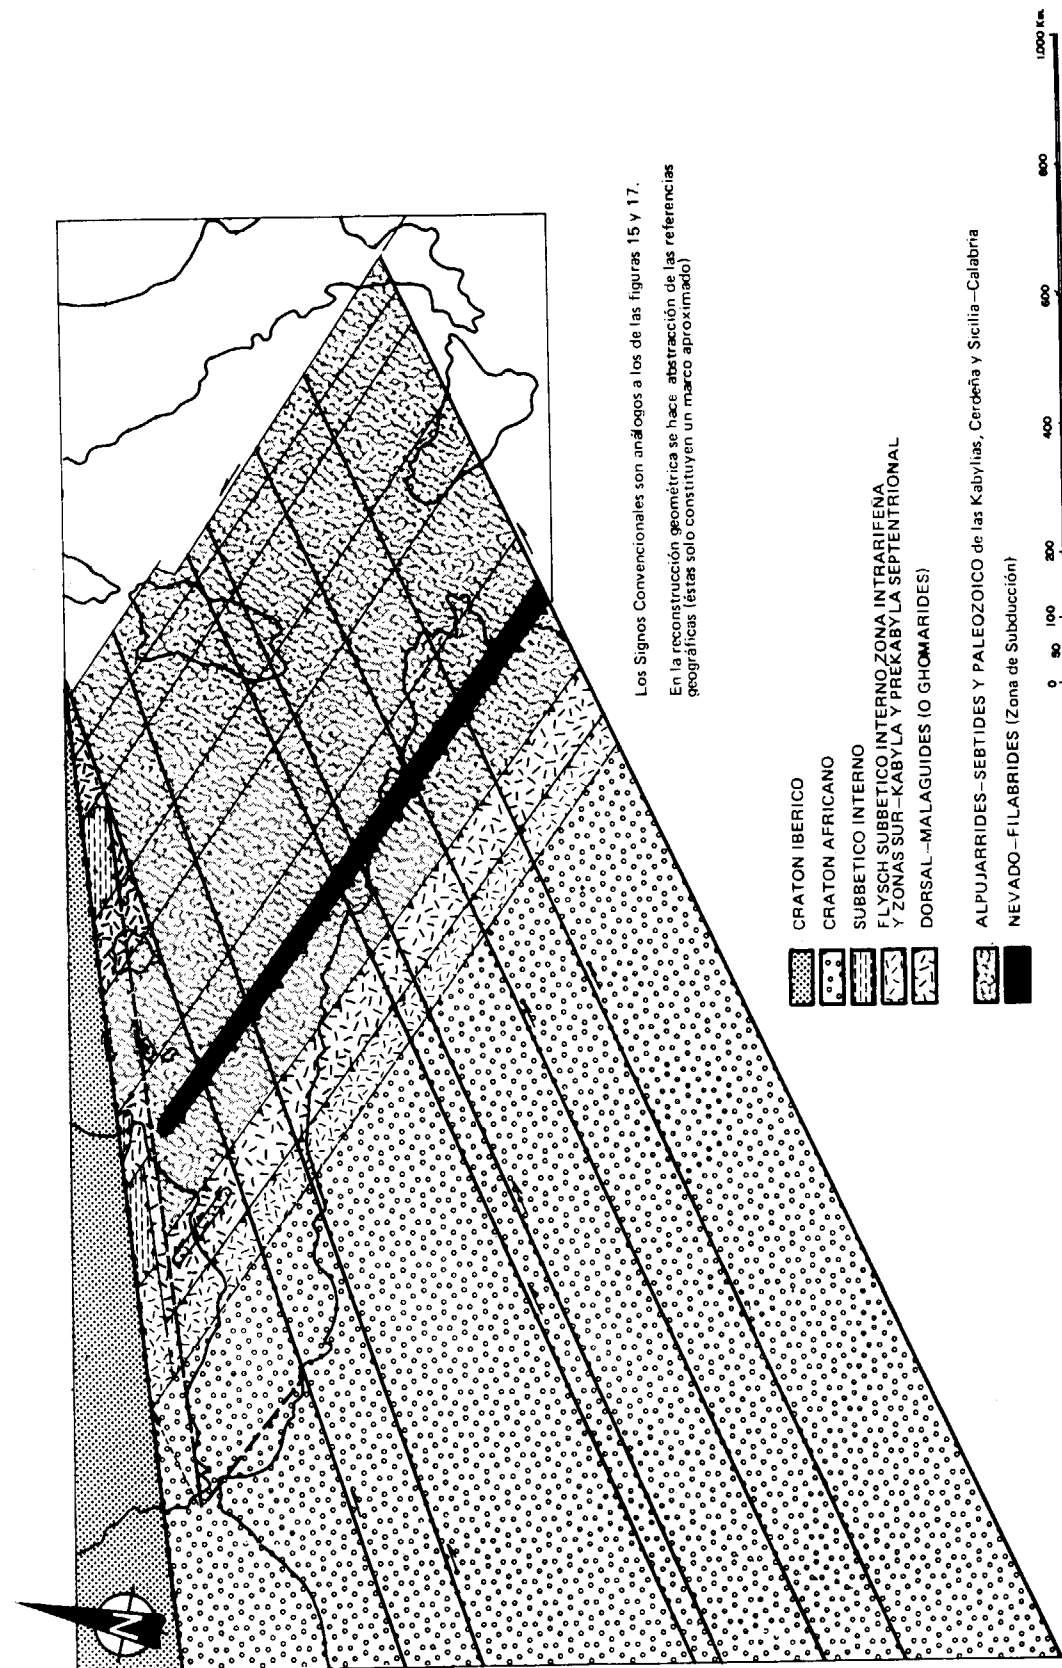 N
Los Signos Convencionales son análogos a los de las figuras 15 y 17.
En la reconstrucción geométrica se hace abstracción de las referencias
geográficas (éstas solo constituyen un marco aproximado)
CRATON IBERICO
CRATON AFRICANO
SUBBETICO INTERNO
FLYSCH SUBBETICO INTERNO, ZONA INTRARIFEÑA
Y ZONAS SUR-KABYLA Y PREKABYLA SEPTENTRIONAL
DORSAL-MALAGUIDES (O GHOMARIDES)
ALPUJARRIDES-SEBTIDES Y PALEOZOICO de las Kabylias, Cerdeña y Sicilia-Calabria
NEVADO-FILABRIDES (Zona de Subducción)
0 50 100 200 400 600 800 1.000 Km.